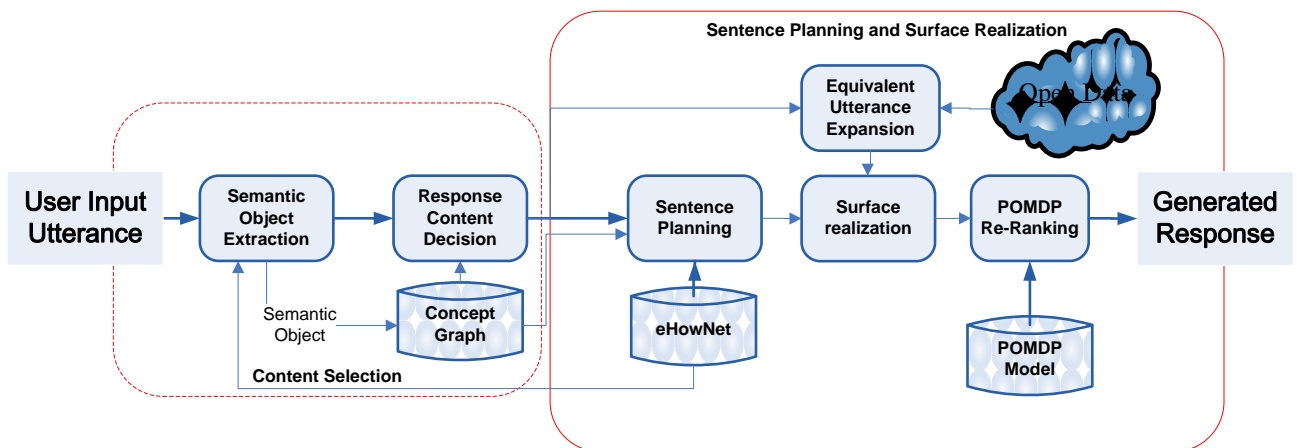 Sentence Planning and Surface Realization
Open Data
Equivalent
Utterance
Expansion
User Input
Utterance
Semantic
Object
Extraction
Response
Content
Decision
Sentence
Planning
Surface
realization
POMDP
Re-Ranking
Generated
Response
Semantic
Object
Concept
Graph
eHowNet
POMDP
Model
Content Selection